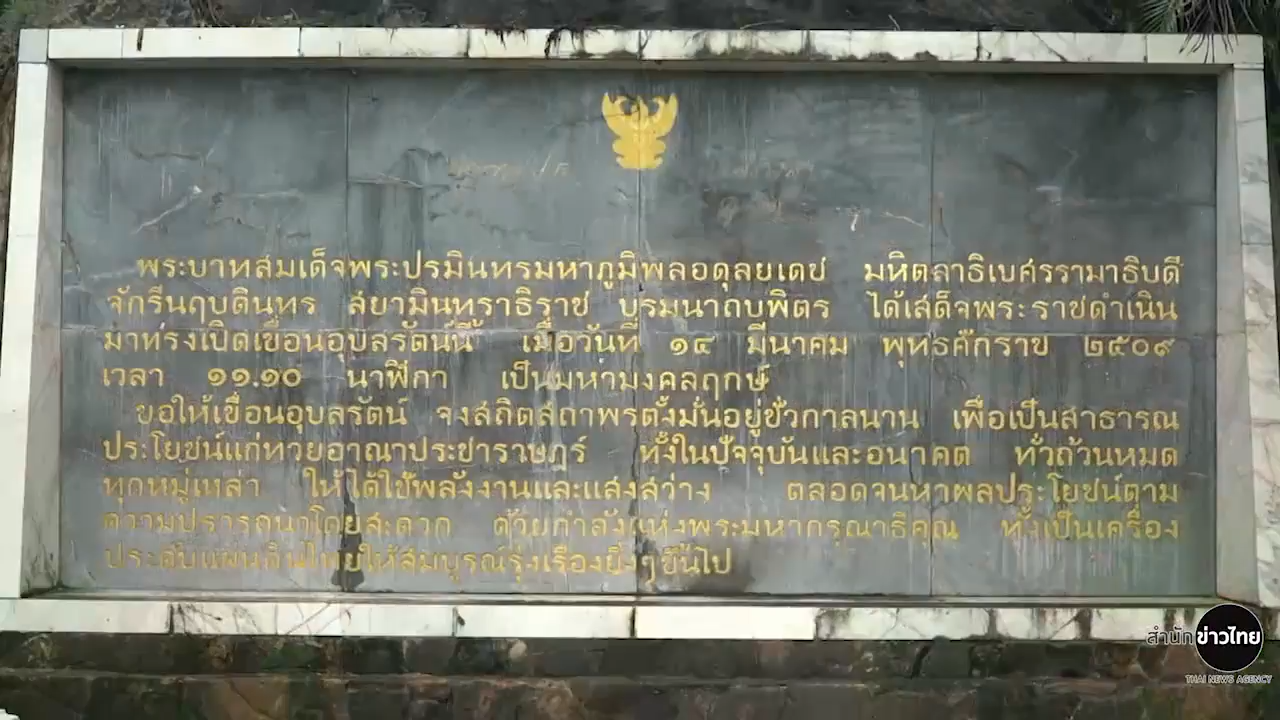 พระบาทสมเด็จพระปรมินทรมหาภูมิพลอดุลยเดช มหิตลาธิเบศรรามาธิบดี
จักรีนฤบดินทร สยามินทราธิราช บรมนาถบพิตร ได้เสด็จพระราชดำเนิน
มาทรงเปิดเขื่อนอุบลรัตน์นี้ เมื่อวันที่ ๑๔ มีนาคม พุทธศักราช ๒๕๐๙
เวลา ๑๑.๑๐ นาฬิกา เป็นมหามงคลฤกษ์
ขอให้เขื่อนอุบลรัตน์ จงสถิตสถาพรตั้งมั่นอยู่ชั่วกาลนาน เพื่อเป็นสาธารณ
ประโยชน์แก่ทวยอาณาประชาราษฎร์ ทั้งในปัจจุบันและอนาคต ทั่วถ้วนหมด
ทุกหมู่เหล่า ให้ได้ใช้พลังงานและแสงสว่าง ตลอดจนหาผลประโยชน์ตาม
ความปรารถนาโดยสะดวก ด้วยกำลังแห่งพระมหากรุณาธิคุณ ทั้งเป็นเครื่อง
ประดับแผ่นดินไทยให้สมบูรณ์รุ่งเรืองยิ่งๆขึ้นไป
สำนักข่าวไทย
THAI NEWS AGENCY